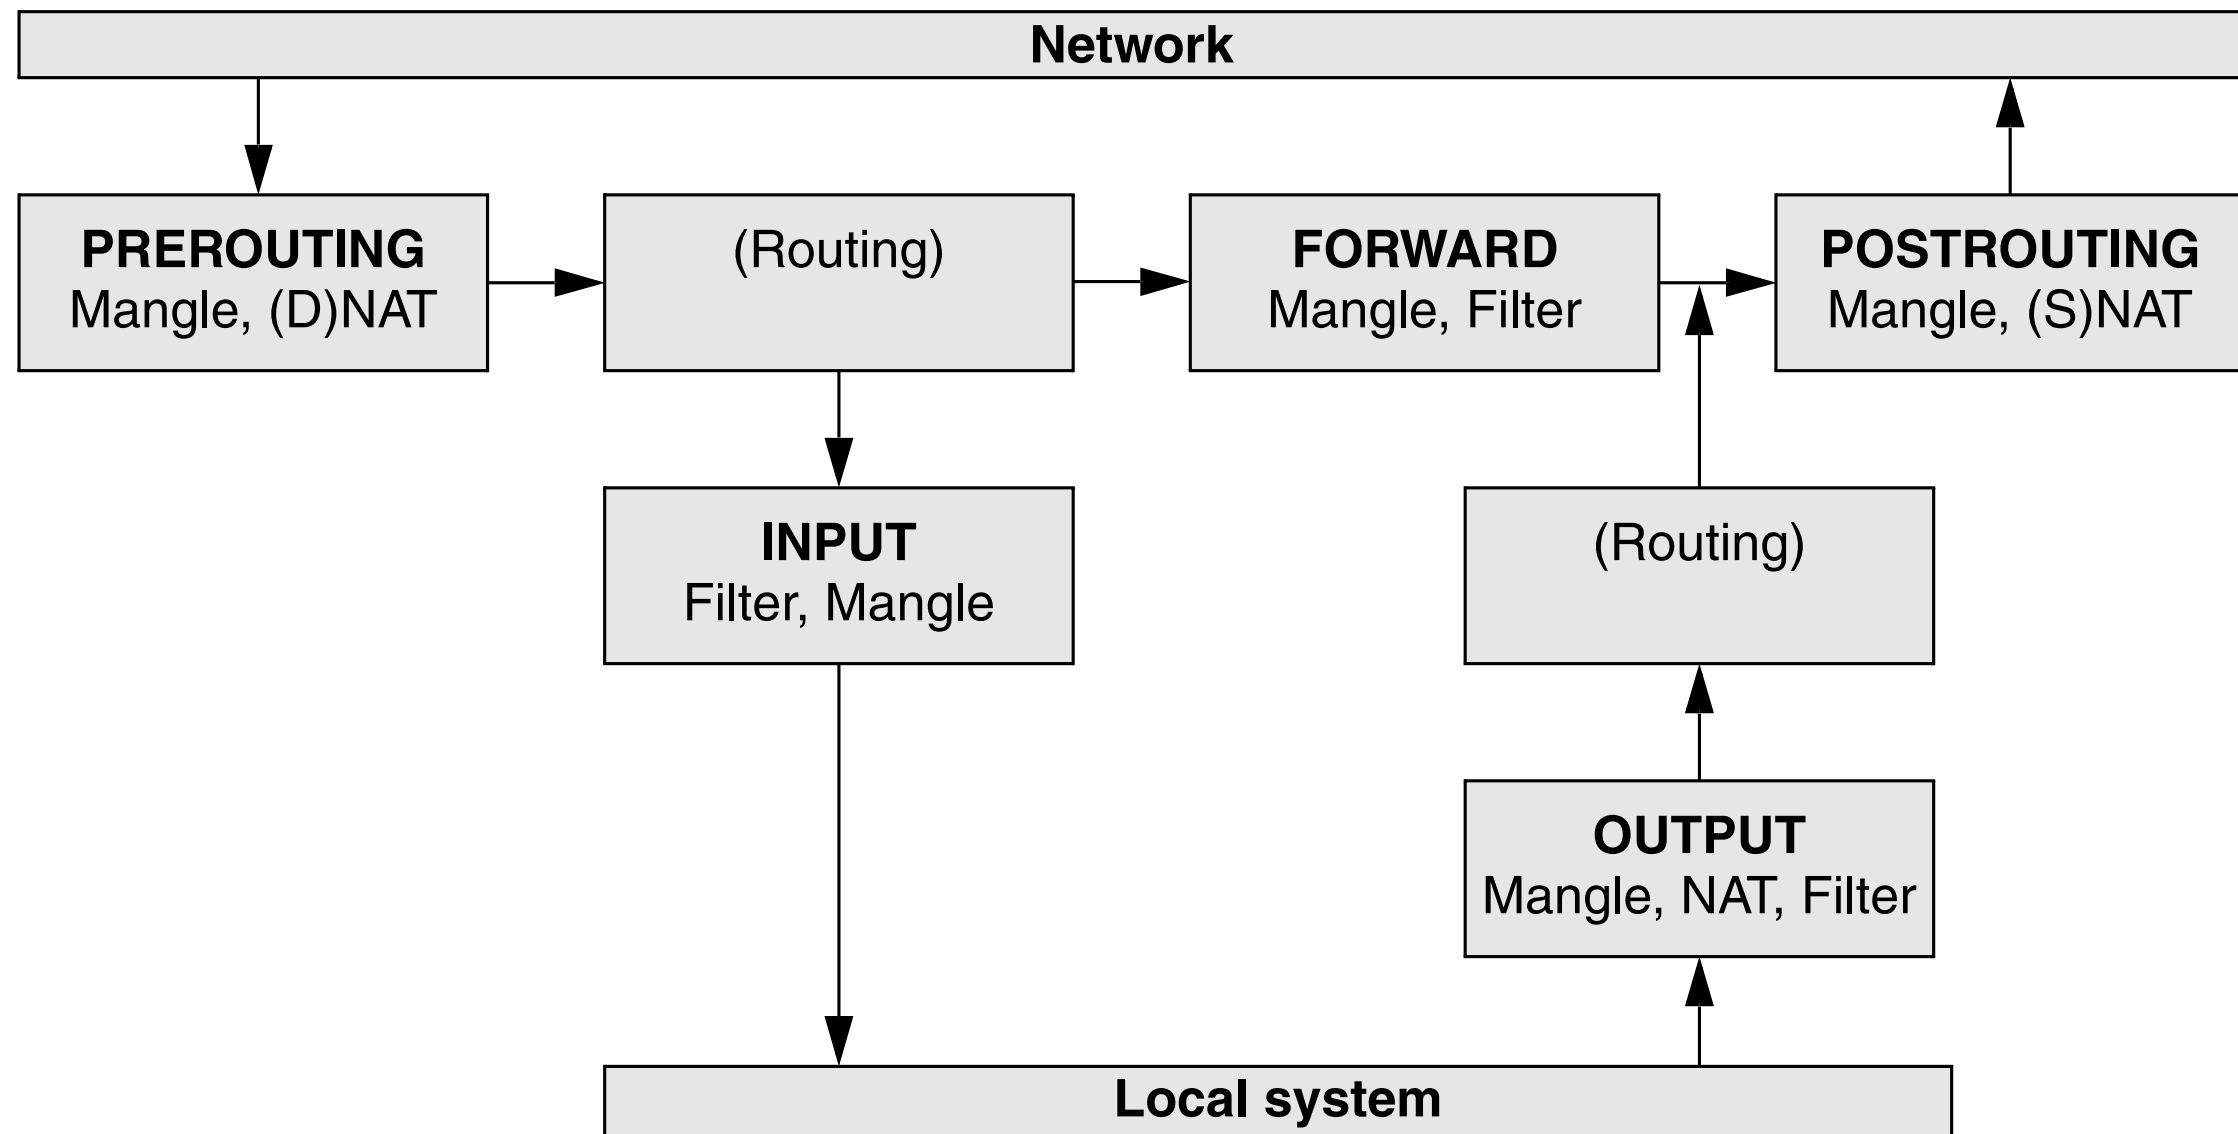 Network
PREROUTING
Mangle, (D)NAT
(Routing)
FORWARD
Mangle, Filter
POSTROUTING
Mangle, (S)NAT
INPUT
Filter, Mangle
(Routing)
OUTPUT
Mangle, NAT, Filter
Local system